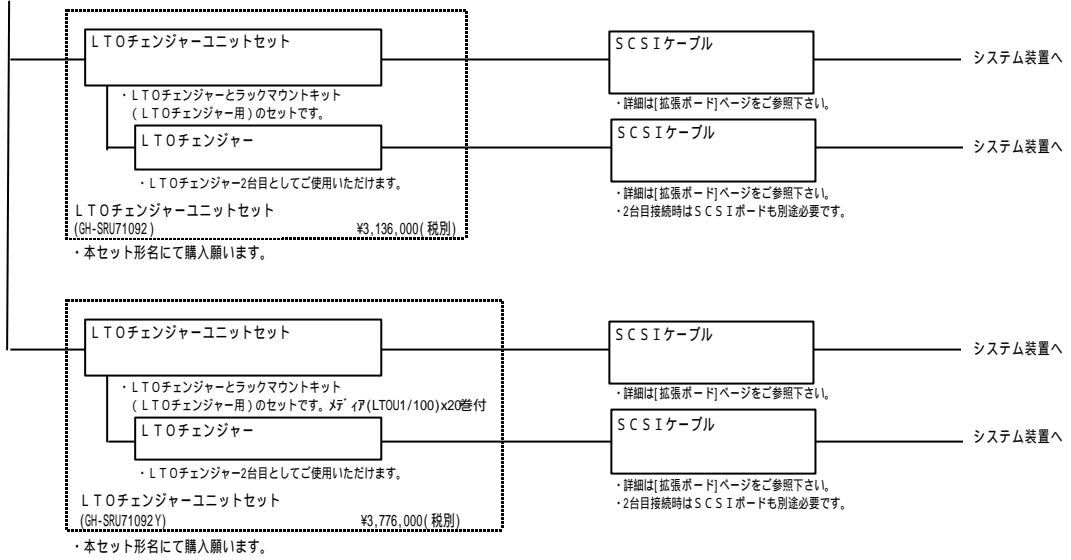 ＬＴＯチェンジャーユニットセット
ＳＣＳＩケーブル
システム装置へ
・ＬＴＯチェンジャーとラックマウントキット
(ＬＴＯチェンジャー用)のセットです。
・詳細は[拡張ボード]ページをご参照下さい。
ＬＴＯチェンジャー
ＳＣＳＩケーブル
システム装置へ
・ＬＴＯチェンジャー2台目としてご使用いただけます。
・詳細は[拡張ボード]ページをご参照下さい。
・2台目接続時はＳＣＳＩボードも別途必要です。
ＬＴＯチェンジャーユニットセット
(GH-SRU71092) ¥3,136,000(税別)
・本セット形名にて購入願います。
ＬＴＯチェンジャーユニットセット
ＳＣＳＩケーブル
システム装置へ
・ＬＴＯチェンジャーとラックマウントキット
(ＬＴＯチェンジャー用)のセットです。ﾒﾃﾞｨｱ(LTOU1/100)x20巻付
・詳細は[拡張ボード]ページをご参照下さい。
ＬＴＯチェンジャー
ＳＣＳＩケーブル
システム装置へ
・ＬＴＯチェンジャー2台目としてご使用いただけます。
・詳細は[拡張ボード]ページをご参照下さい。
・2台目接続時はＳＣＳＩボードも別途必要です。
ＬＴＯチェンジャーユニットセット
(GH-SRU71092Y) ¥3,776,000(税別)
・本セット形名にて購入願います。